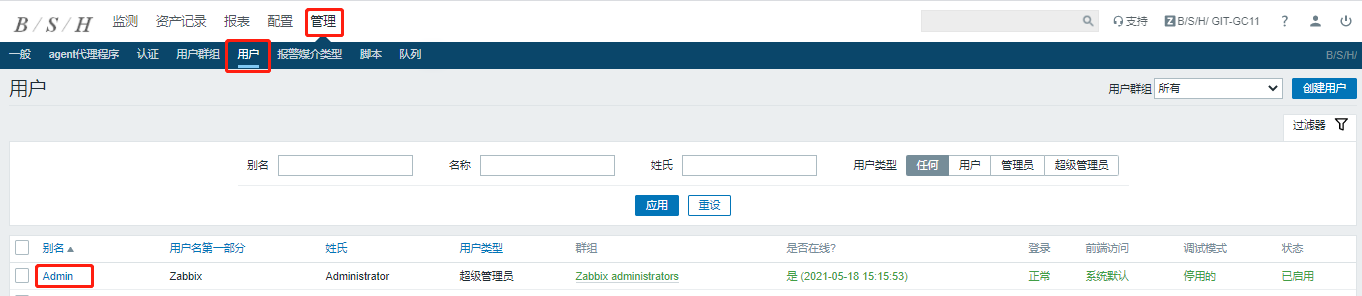 B / S / H 监测 资产记录 报表 配置 管理 支持 Z B/S/H/ GIT-GC11 ?
一般 agent代理程序 认证 用户群组 用户 报警媒介类型 脚本 队列 B/S/H/
用户 用户群组 所有 创建用户
过滤器
别名 名称 姓氏 用户类型 任何 用户 管理员 超级管理员
应用 重设
别名 用户名第一部分 姓氏 用户类型 群组 是否在线? 登录 前端访问 调试模式 状态
Admin Zabbix Administrator 超级管理员 Zabbix administrators 是 (2021-05-18 15:15:53) 正常 系统默认 停用的 已启用